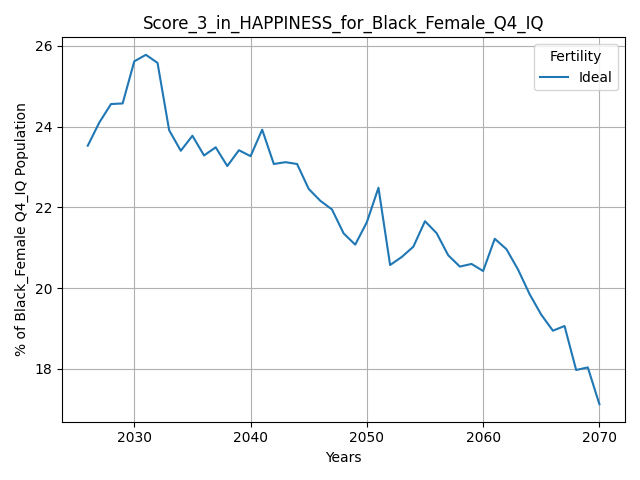 Score_3_in_HAPPINESS_for_Black_Female_Q4_IQ
Fertility
Ideal
% of Black_Female Q4_IQ Population
26
24
22
20
18
2030 2040 2050 2060 2070
Years